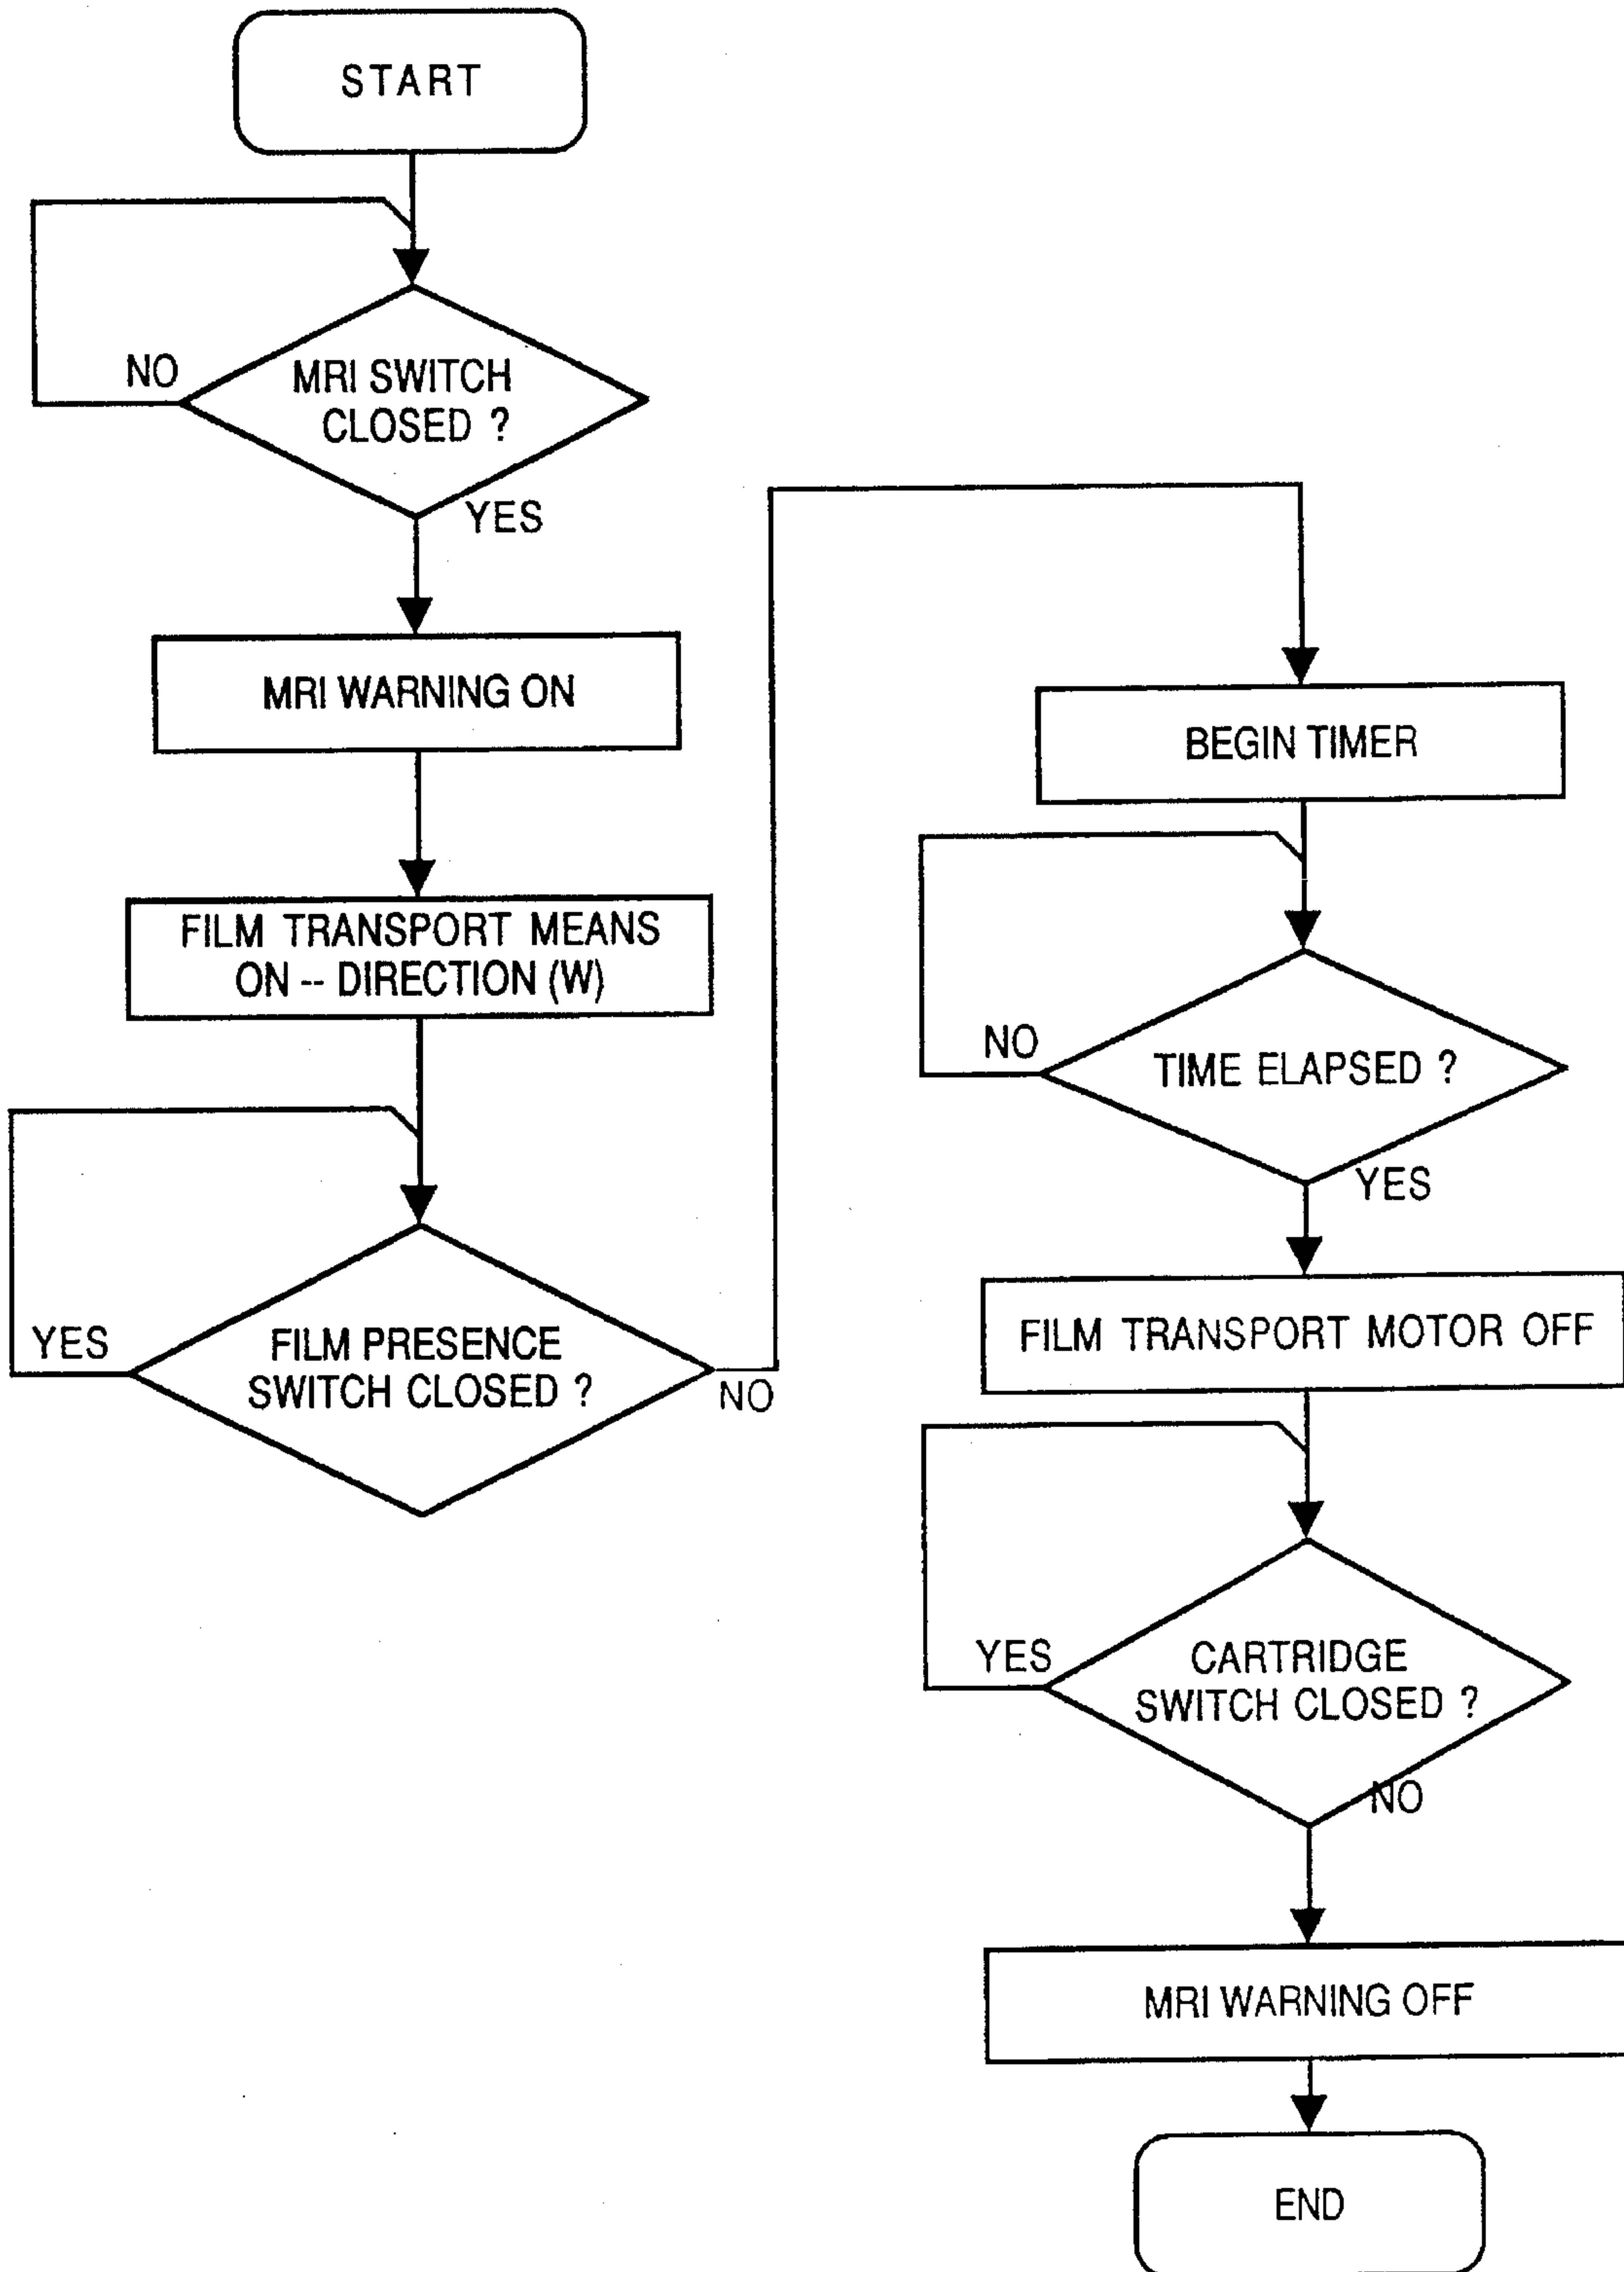 START
NO
MRI SWITCH
CLOSED ?
YES
MRI WARNING ON
FILM TRANSPORT MEANS
ON -- DIRECTION (W)
YES
FILM PRESENCE
SWITCH CLOSED ?
NO
BEGIN TIMER
NO
TIME ELAPSED ?
YES
FILM TRANSPORT MOTOR OFF
YES
CARTRIDGE
SWITCH CLOSED ?
NO
MRI WARNING OFF
END